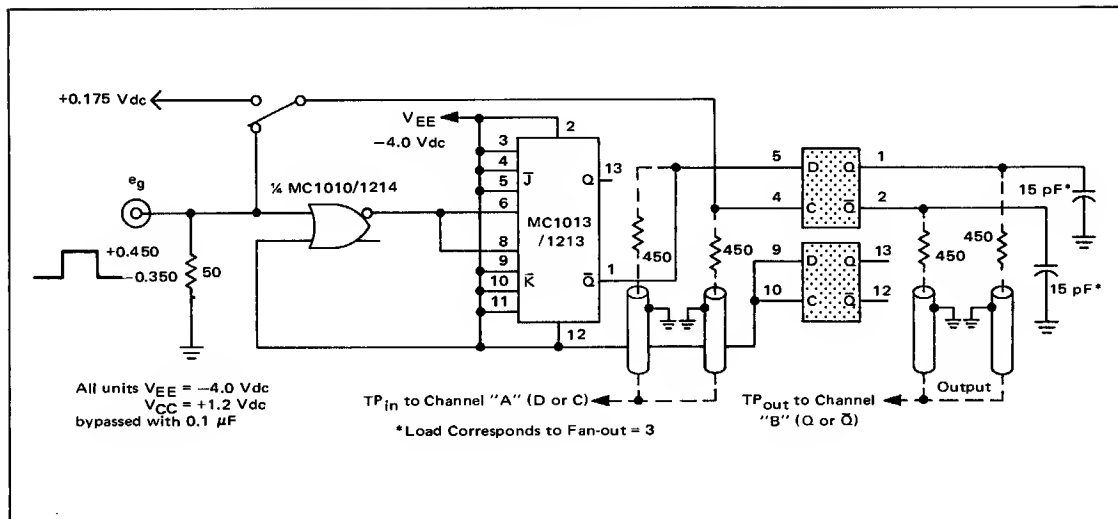 +0.175 Vdc
VEE
−4.0 Vdc
2
3
4
5
6
8
9
10
11
J̄
K̄
Q
13
MC1013
/1213
Q̄
1
12
eg
¼ MC1010/1214
+0.450
−0.350
50
450
450
5
D
Q
1
4
C
Q̄
2
9
D
Q
13
10
C
Q̄
12
450
450
15 pF*
15 pF*
All units VEE = −4.0 Vdc
VCC = +1.2 Vdc
bypassed with 0.1 μF
TPin to Channel "A" (D or C)
*Load Corresponds to Fan-out = 3
Output
TPout to Channel
"B" (Q or Q̄)